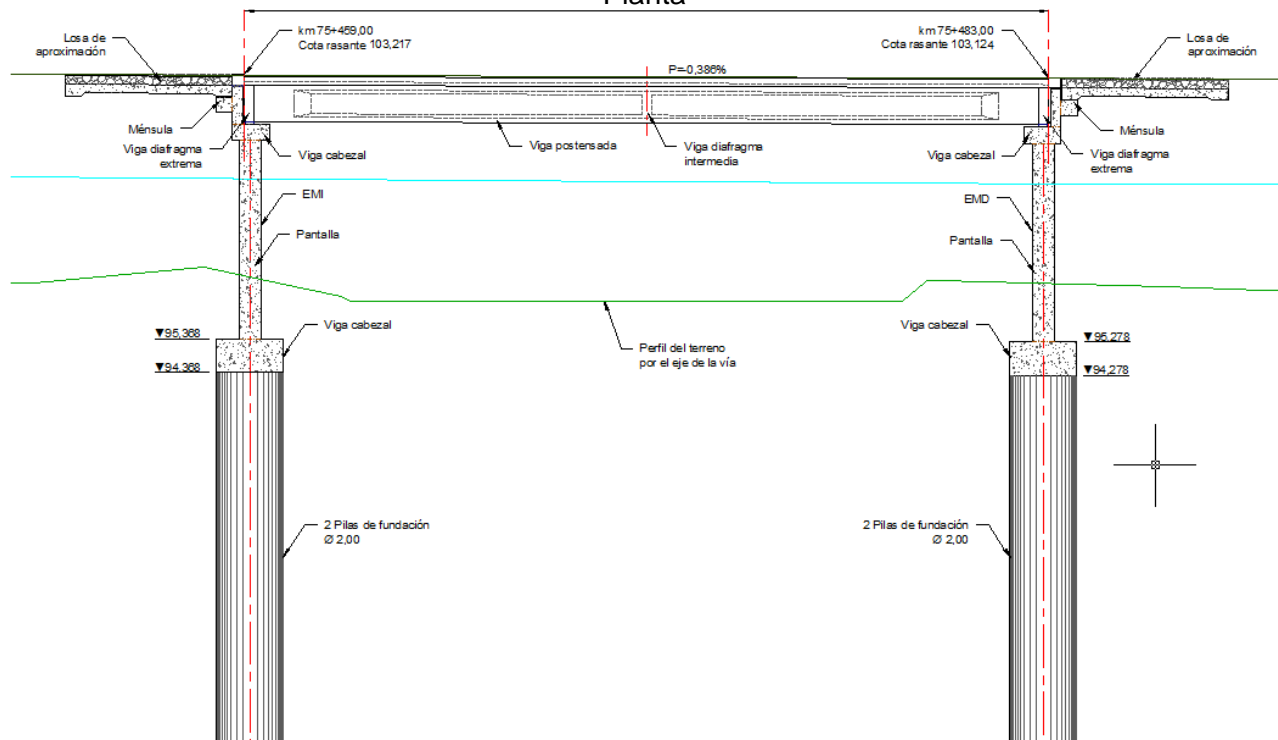 Planta
km 75+459,00
Cota rasante 103,217
km 75+483,00
Cota rasante 103,124
Losa de
aproximación
Losa de
aproximación
P=-0,386%
Ménsula
Viga diafragma
extrema
Viga cabezal
Viga postensada
Viga diafragma
intermedia
Viga cabezal
Ménsula
Viga diafragma
extrema
EMI
EMD
Pantalla
Pantalla
Viga cabezal
Viga cabezal
▼95,368
▼95,278
Perfil del terreno
por el eje de la vía
▼94,368
▼94,278
2 Pilas de fundación
Ø 2,00
2 Pilas de fundación
Ø 2,00